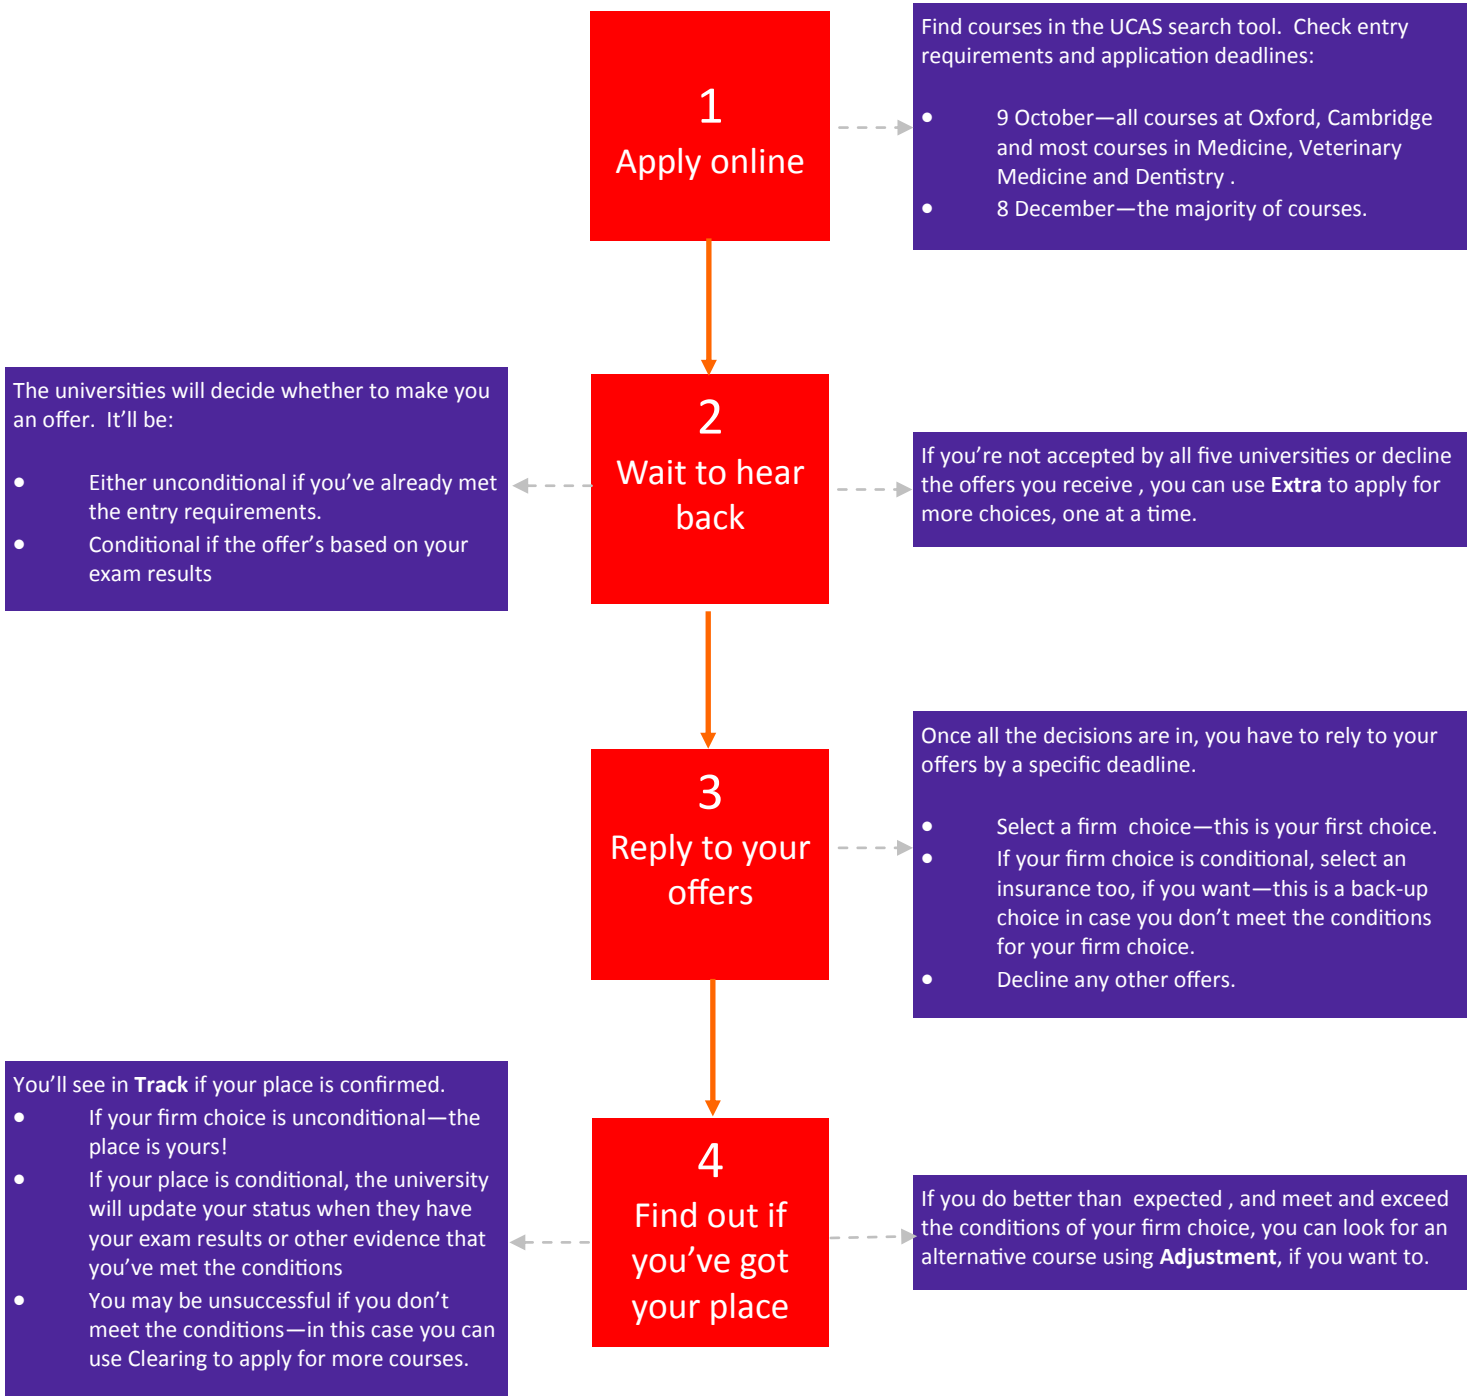 1
Apply online
Find courses in the UCAS search tool.  Check entry
requirements and application deadlines:
● 9 October—all courses at Oxford, Cambridge
and most courses in Medicine, Veterinary
Medicine and Dentistry .
● 8 December—the majority of courses.
The universities will decide whether to make you
an offer.  It’ll be:
● Either unconditional if you’ve already met
the entry requirements.
● Conditional if the offer’s based on your
exam results
2
Wait to hear
back
If you’re not accepted by all five universities or decline
the offers you receive , you can use Extra to apply for
more choices, one at a time.
3
Reply to your
offers
Once all the decisions are in, you have to rely to your
offers by a specific deadline.
● Select a firm  choice—this is your first choice.
● If your firm choice is conditional, select an
insurance too, if you want—this is a back-up
choice in case you don’t meet the conditions
for your firm choice.
● Decline any other offers.
You’ll see in Track if your place is confirmed.
● If your firm choice is unconditional—the
place is yours!
● If your place is conditional, the university
will update your status when they have
your exam results or other evidence that
you’ve met the conditions
● You may be unsuccessful if you don’t
meet the conditions—in this case you can
use Clearing to apply for more courses.
4
Find out if
you’ve got
your place
If you do better than  expected , and meet and exceed
the conditions of your firm choice, you can look for an
alternative course using Adjustment, if you want to.